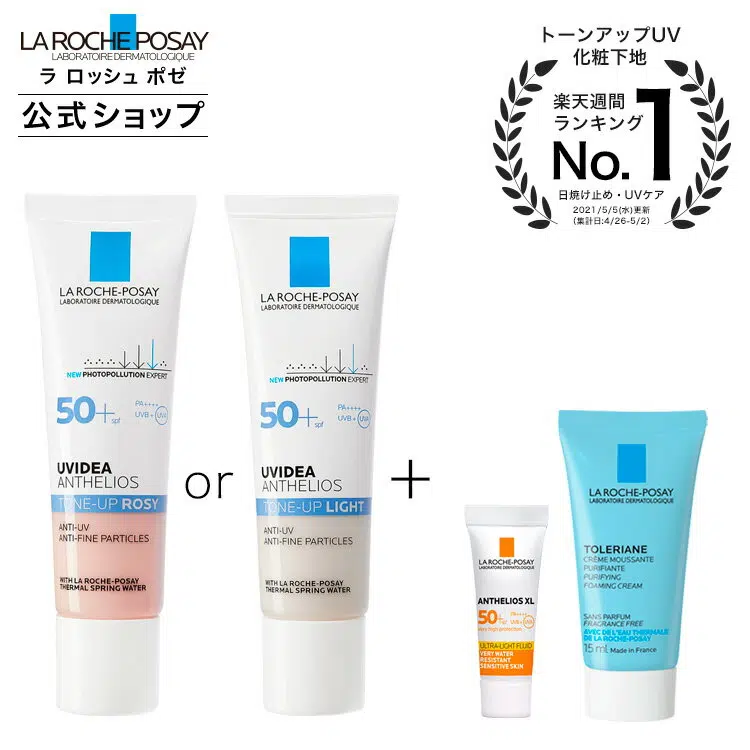 LA ROCHE-POSAY
LABORATOIRE DERMATOLOGIQUE
ラ ロッシュ ポゼ
公式ショップ
トーンアップUV
化粧下地
楽天週間
ランキング
No.1
日焼け止め・UVケア
2021/5/5(水)更新
(集計日:4/26-5/2)
LA ROCHE-POSAY
LABORATOIRE DERMATOLOGIQUE
NEW PHOTOPOLLUTION EXPERT
50+ spf
PA++++
UVB+ UVA
UVIDEA
ANTHELIOS
TONE-UP ROSY
ANTI-UV
ANTI-FINE PARTICLES
WITH LA ROCHE-POSAY
THERMAL SPRING WATER
or
LA ROCHE-POSAY
LABORATOIRE DERMATOLOGIQUE
NEW PHOTOPOLLUTION EXPERT
50+ spf
PA++++
UVB+ UVA
UVIDEA
ANTHELIOS
TONE-UP LIGHT
ANTI-UV
ANTI-FINE PARTICLES
WITH LA ROCHE-POSAY
THERMAL SPRING WATER
+
LA ROCHE-POSAY
LABORATOIRE DERMATOLOGIQUE
ANTHELIOS XL
50+
PA++++
UVB+ UVA
very high protection
ULTRA-LIGHT FLUID
VERY WATER
RESISTANT
SENSITIVE SKIN
LA ROCHE-POSAY
LABORATOIRE DERMATOLOGIQUE
TOLERIANE
CRÈME MOUSSANTE
PURIFIANTE
PURIFYING
FOAMING CREAM
SANS PARFUM
FRAGRANCE FREE
AVEC DE L'EAU THERMALE
DE LA ROCHE-POSAY
15 mL Made in France